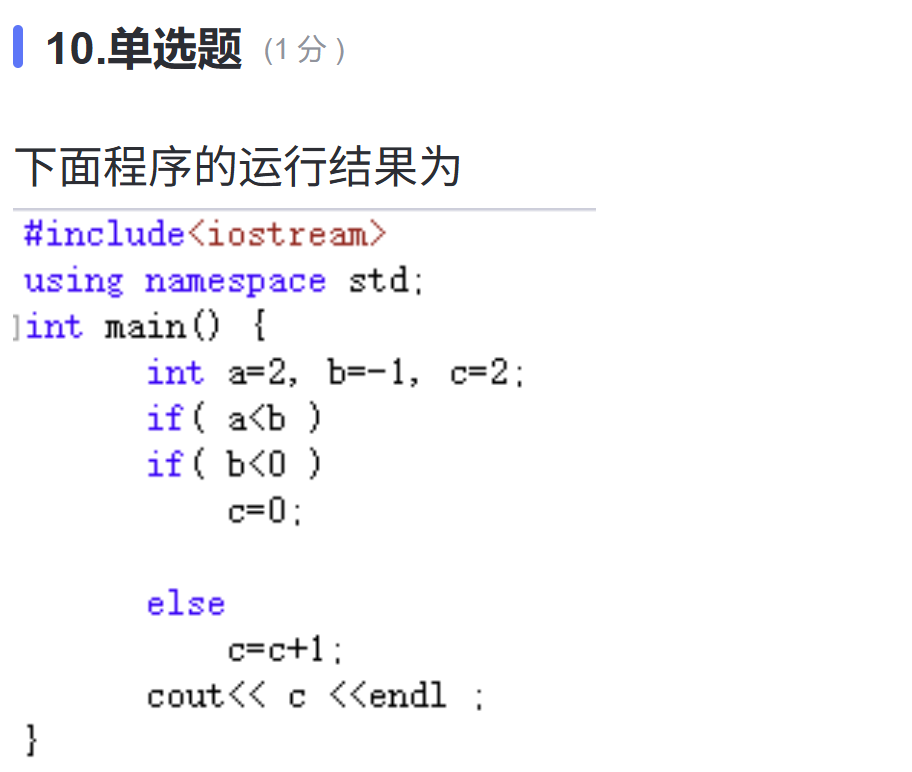 10.单选题 (1 分)
下面程序的运行结果为
#include<iostream>
using namespace std;
int main() {
int a=2, b=-1, c=2;
if( a<b )
if( b<0 )
c=0;
else
c=c+1;
cout<< c <<endl ;
}